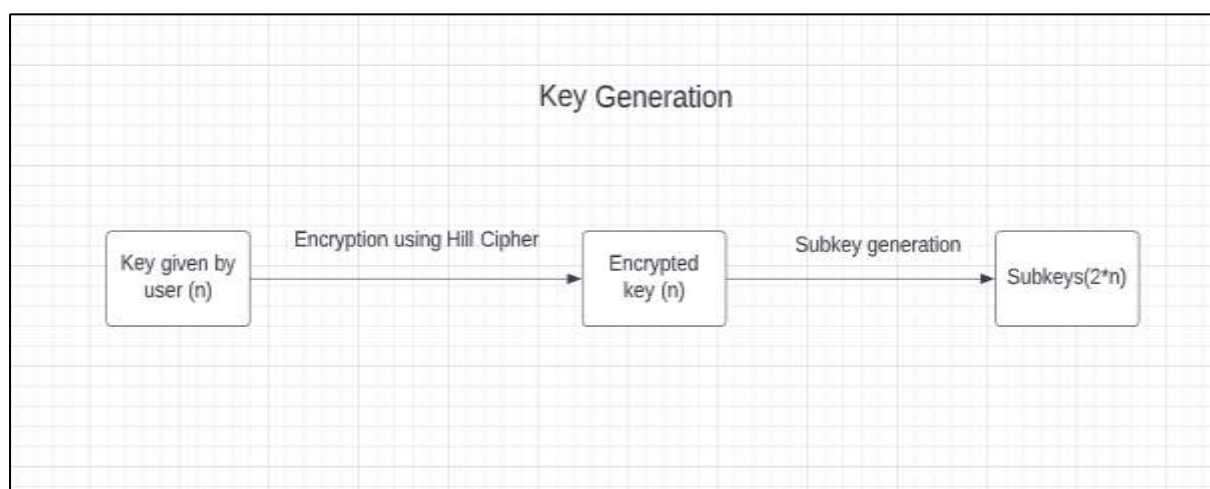 Key Generation
Encryption using Hill Cipher
Subkey generation
Key given by
user (n)
Encrypted
key (n)
Subkeys(2*n)